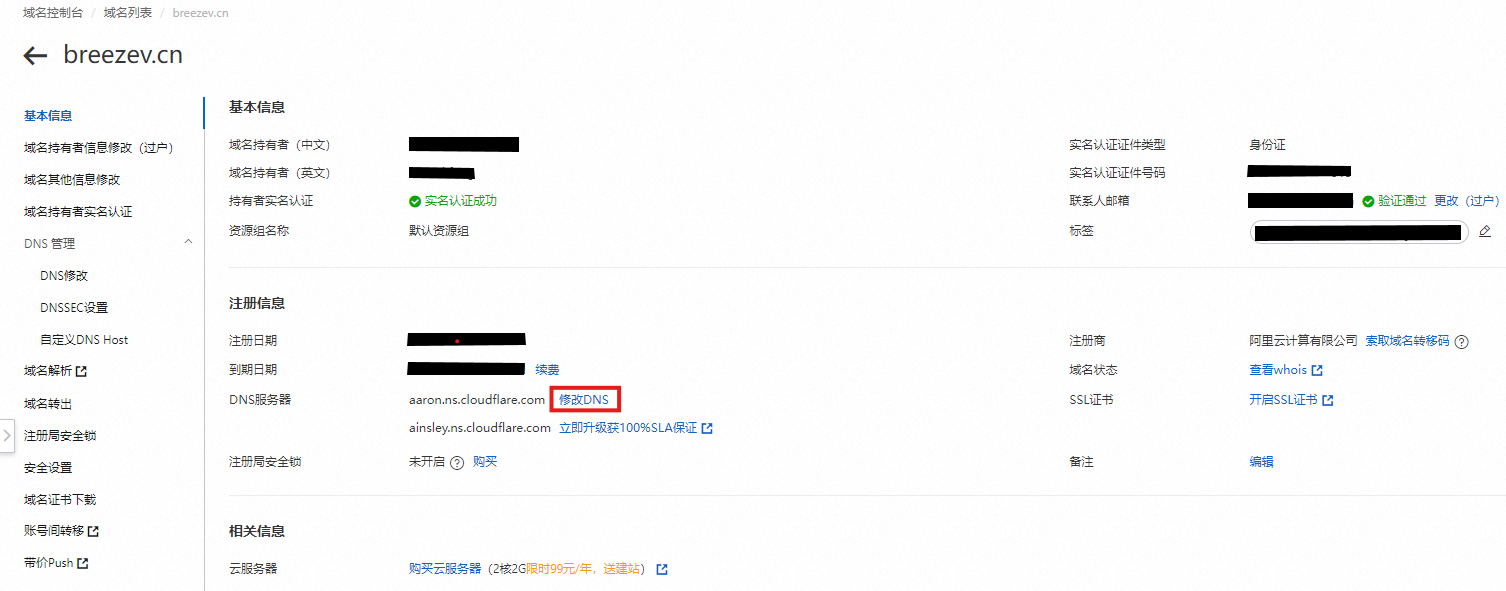 域名控制台 / 域名列表 / breezev.cn
breezev.cn
基本信息
域名持有者信息修改（过户）
域名其他信息修改
域名持有者实名认证
DNS 管理
DNS修改
DNSSEC设置
自定义DNS Host
域名解析
域名转出
注册局安全锁
安全设置
域名证书下载
账号间转移
带价Push
基本信息
域名持有者（中文）
实名认证证件类型 身份证
域名持有者（英文）
实名认证证件号码
持有者实名认证 实名认证成功
联系人邮箱 验证通过 更改（过户）
资源组名称 默认资源组
标签
注册信息
注册日期
注册商 阿里云计算有限公司 索取域名转移码
到期日期 续费
域名状态 查看whois
DNS服务器 aaron.ns.cloudflare.com 修改DNS
SSL证书 开启SSL证书
ainsley.ns.cloudflare.com 立即升级获100%SLA保证
注册局安全锁 未开启 购买
备注 编辑
相关信息
云服务器 购买云服务器（2核2G限时99元/年，送建站）